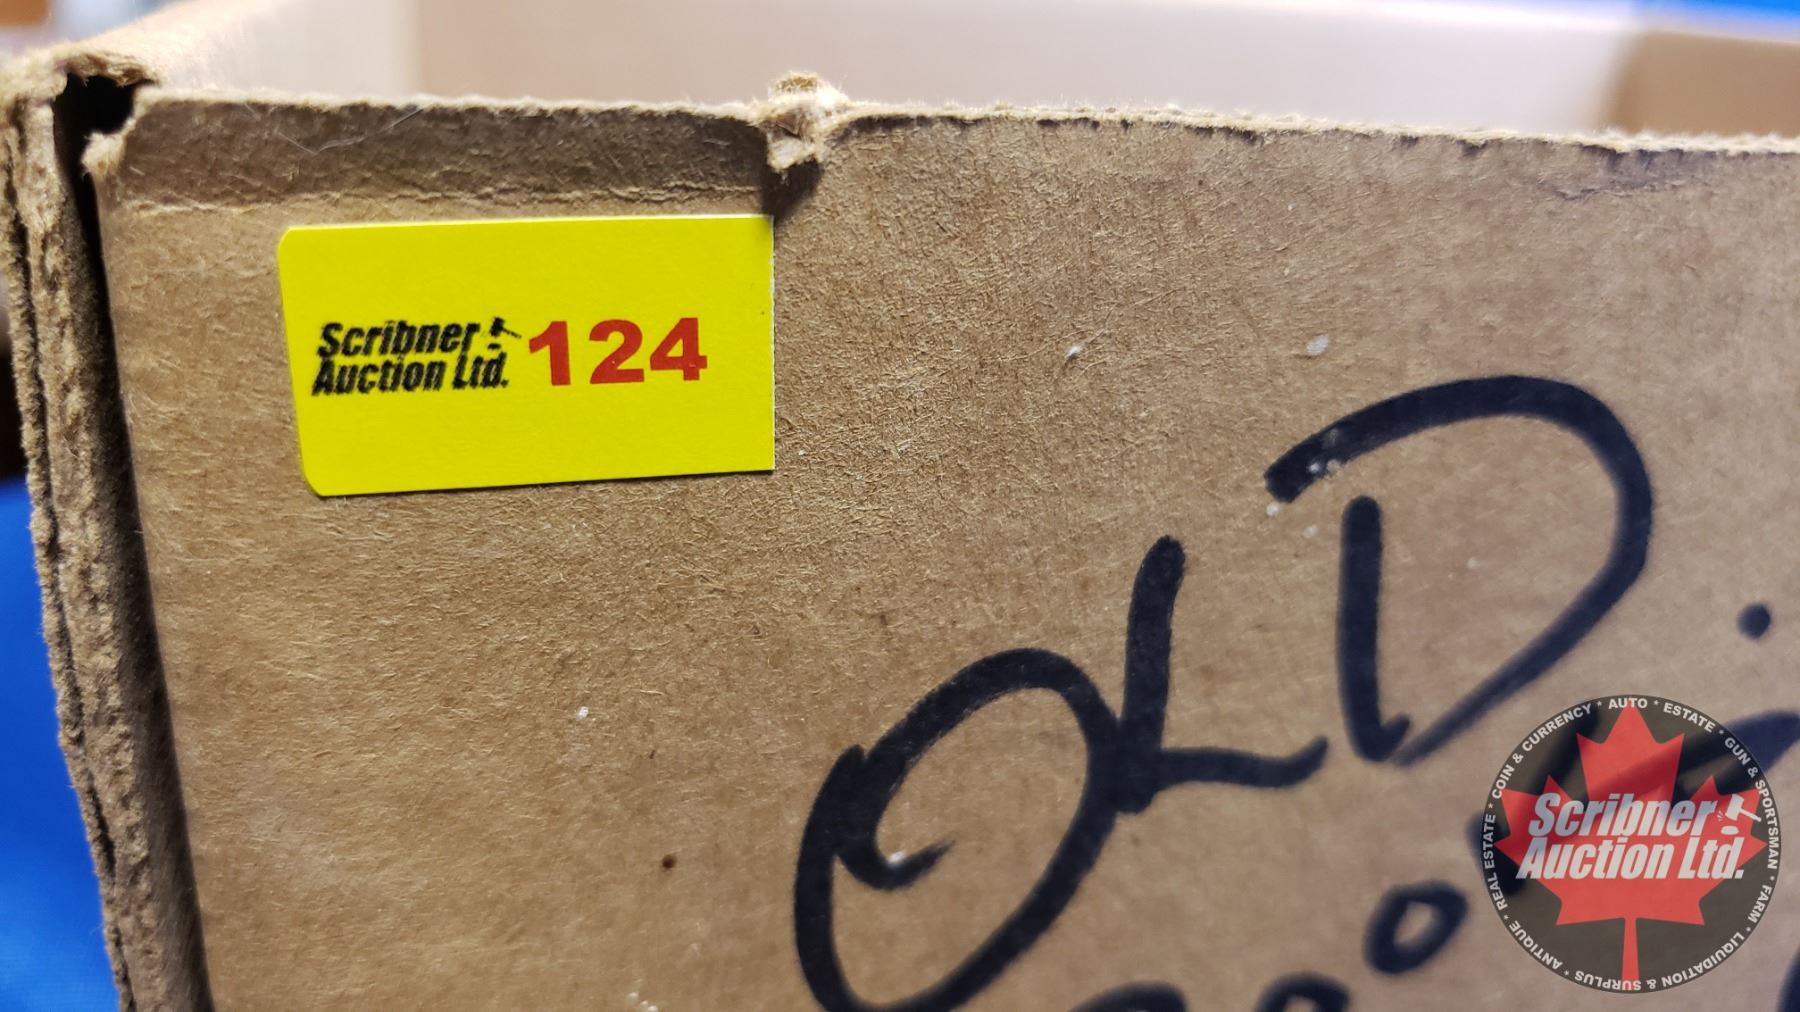 Scribner
Auction Ltd. 124
OLD
COIN & CURRENCY * AUTO * ESTATE * GUN & SPORTSMAN * FARM * LIQUIDATION & SURPLUS * ANTIQUE * REAL ESTATE *
Scribner
Auction Ltd.